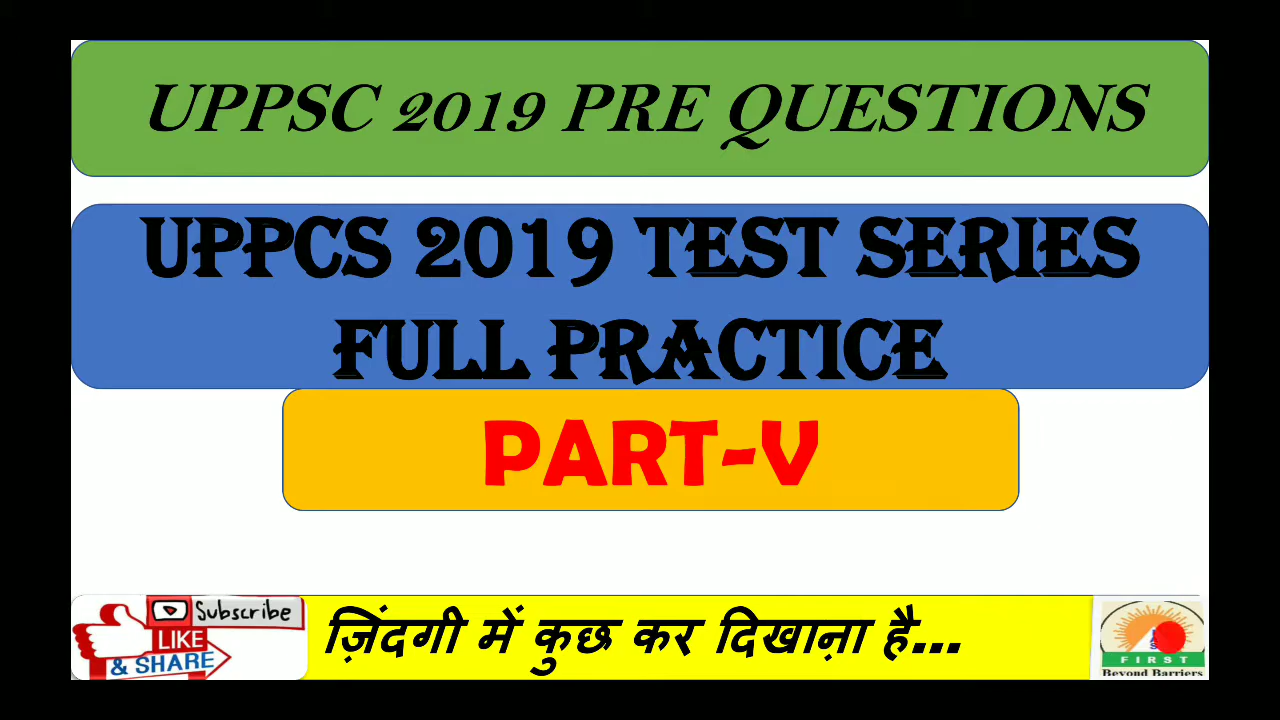 UPPSC 2019 PRE QUESTIONS
UPPCS 2019 TEST SERIES
FULL PRACTICE
PART-V
Subscribe
LIKE
& SHARE
ज़िंदगी में कुछ कर दिखाऩा है...
FIRST
Beyond Barriers